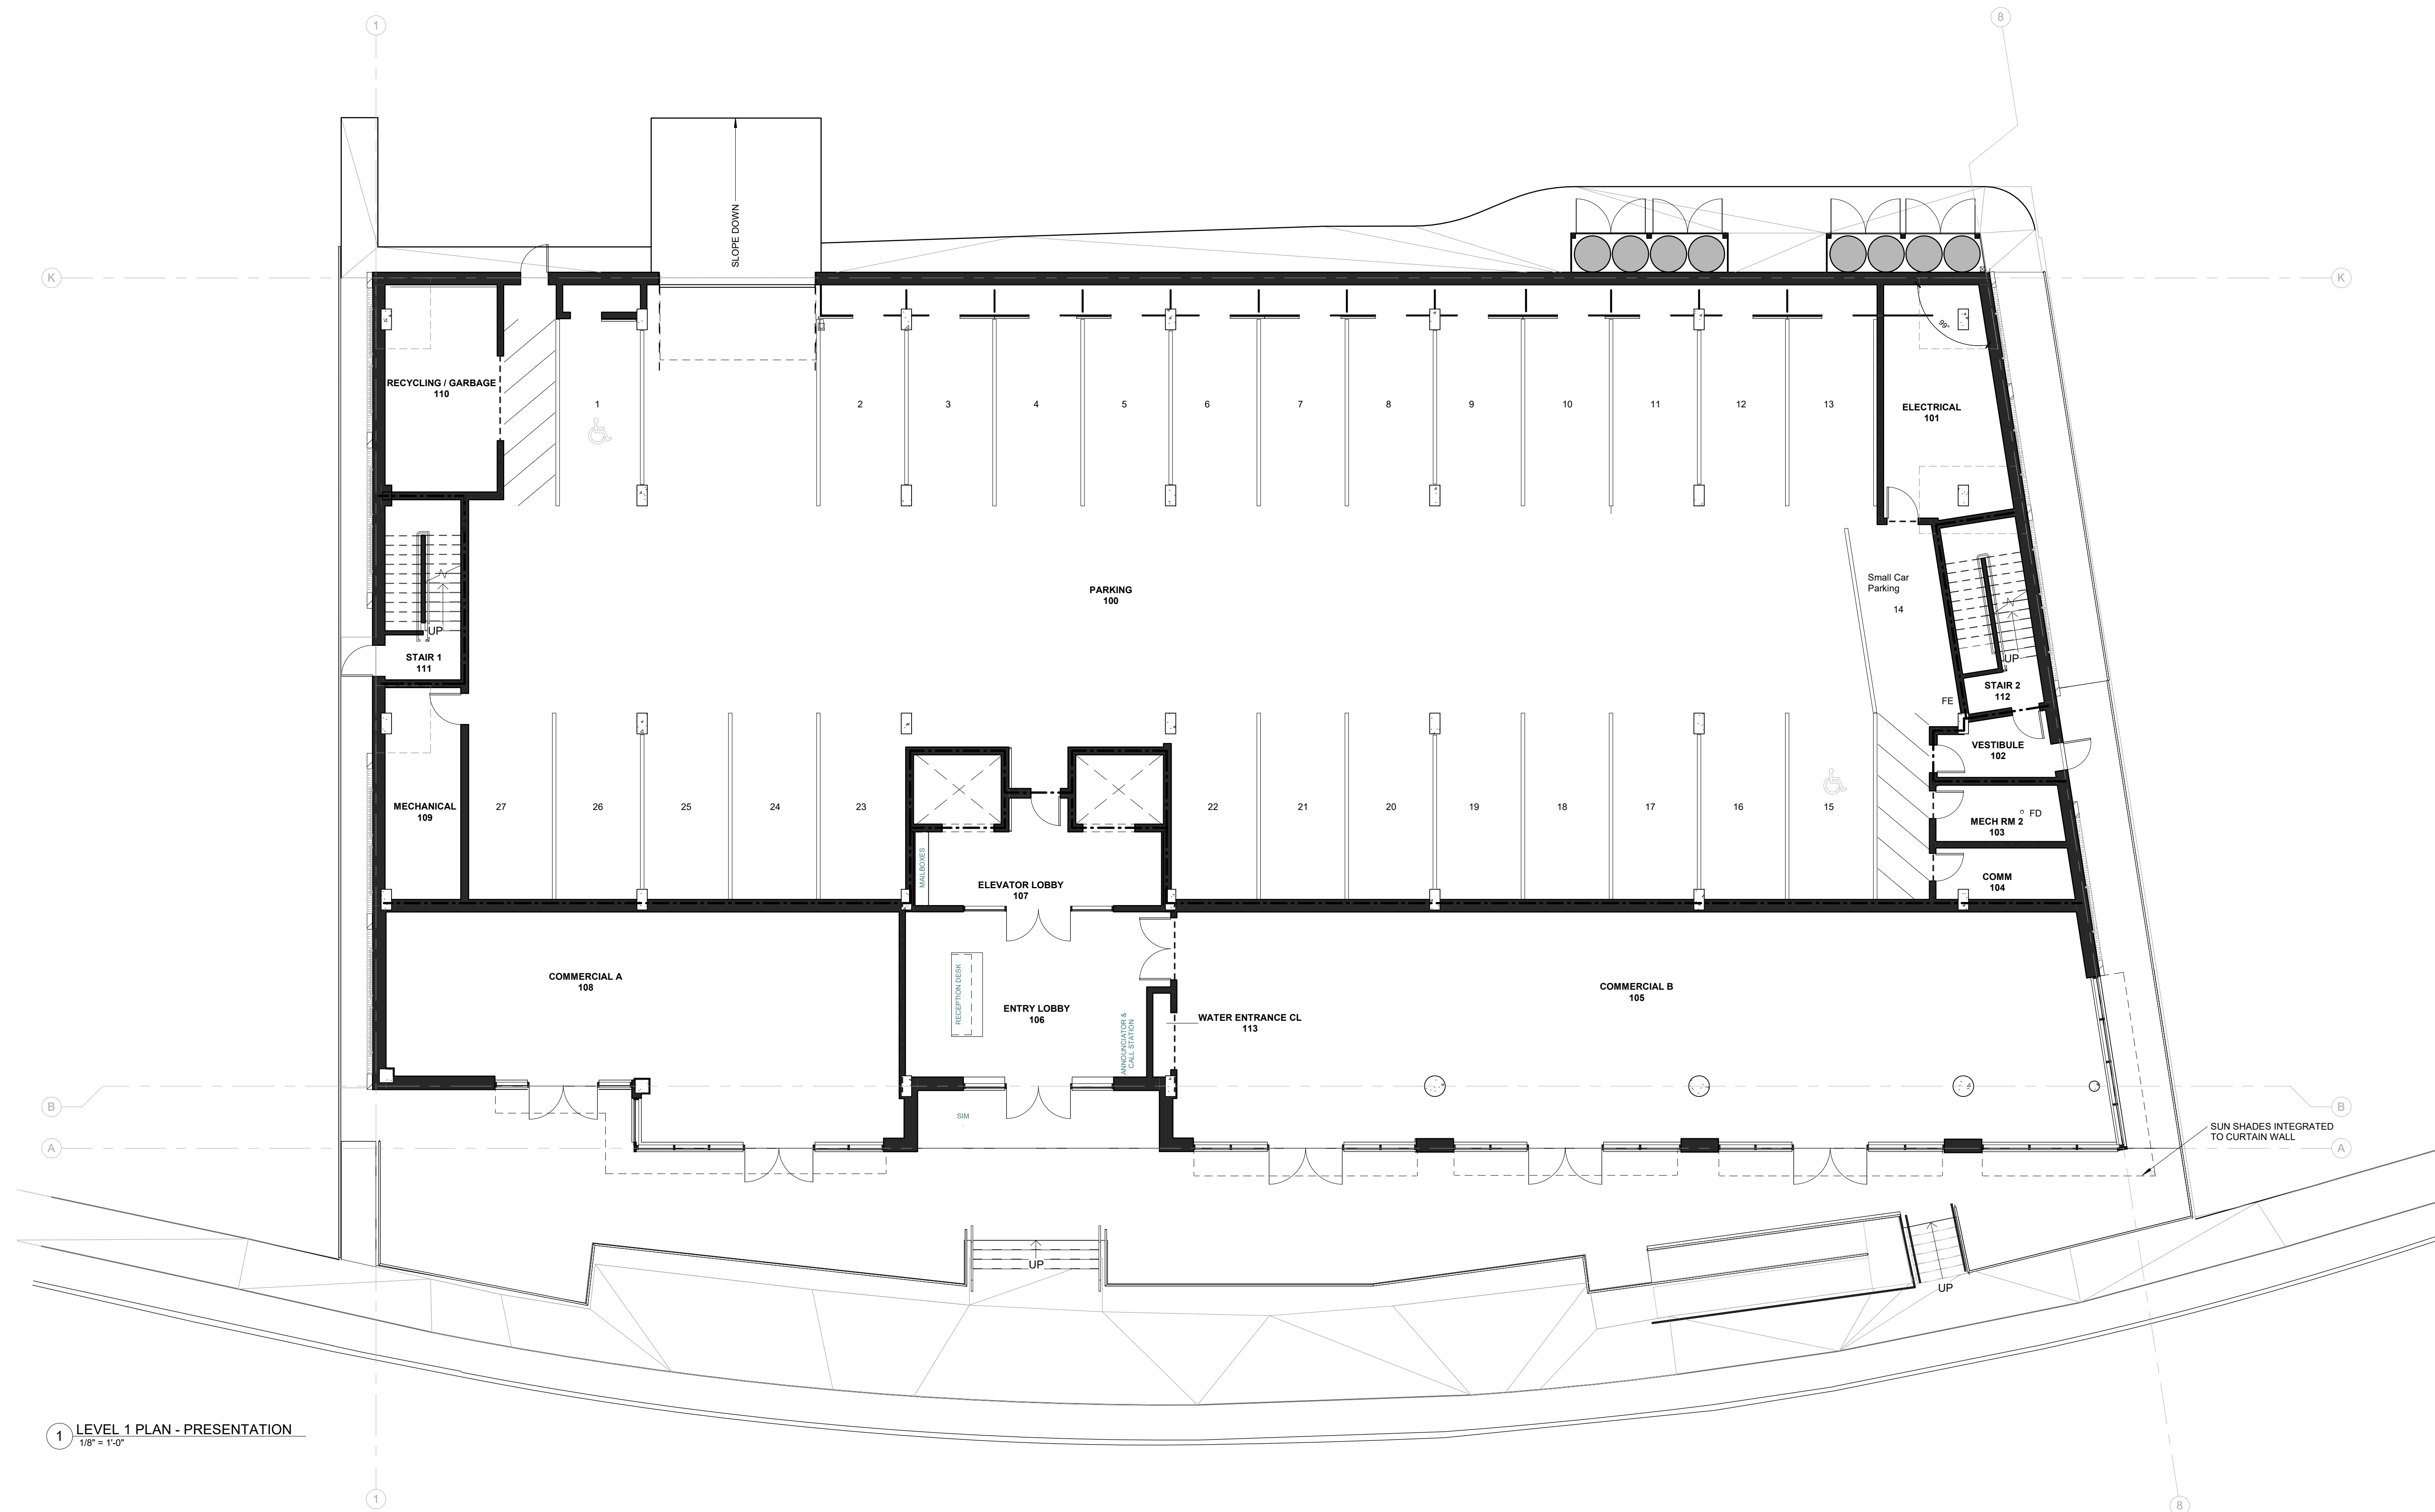 1
8
SLOPE DOWN
K
K
99°
RECYCLING / GARBAGE
110
1
2
3
4
5
6
7
8
9
10
11
12
13
ELECTRICAL
101
PARKING
100
Small Car
Parking
14
UP
STAIR 1
111
UP
STAIR 2
112
FE
VESTIBULE
102
MECHANICAL
109
27
26
25
24
23
22
21
20
19
18
17
16
15
FD
MECH RM 2
103
MAILBOXES
ELEVATOR LOBBY
107
COMM
104
COMMERCIAL A
108
RECEPTION DESK
ENTRY LOBBY
106
ANNOUNCIATOR &
CALL STATION
WATER ENTRANCE CL
113
COMMERCIAL B
105
B
B
SIM
A
A
SUN SHADES INTEGRATED
TO CURTAIN WALL
UP
UP
1
LEVEL 1 PLAN - PRESENTATION
1/8" = 1'-0"
1
8